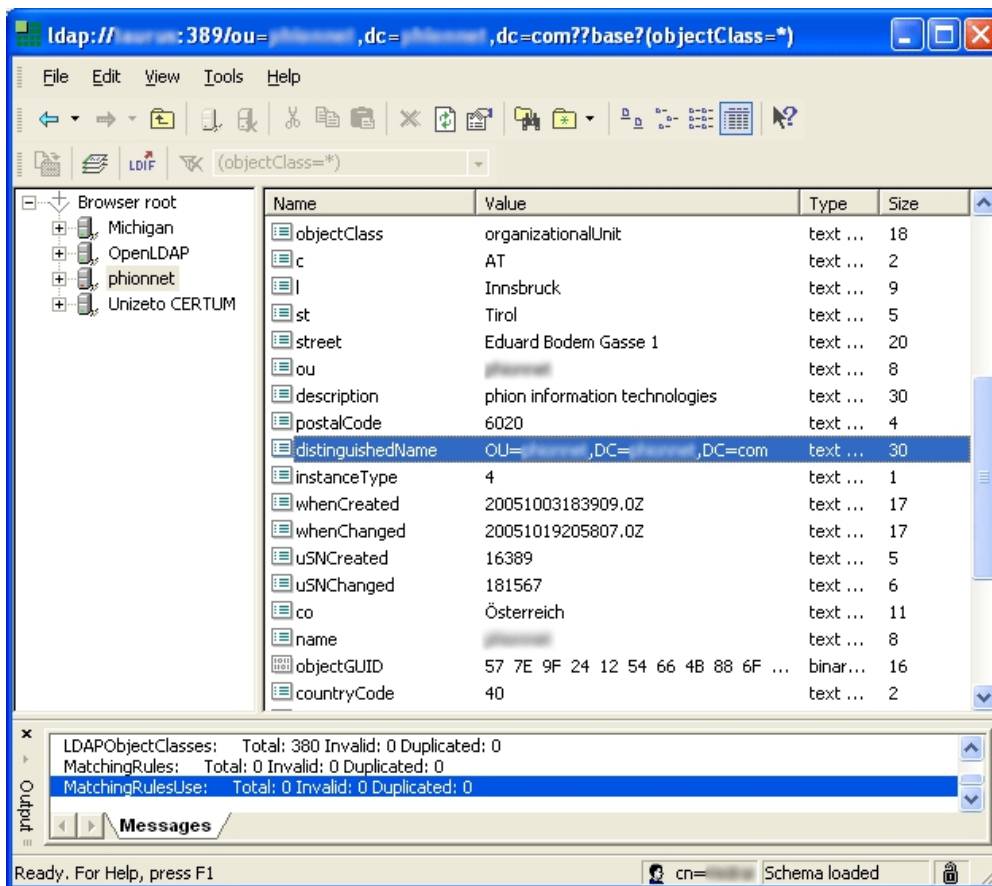 ldap:// :389/ou= ,dc= ,dc=com??base?(objectClass=*)
File Edit View Tools Help
LDIF (objectClass=*)
Browser root
Michigan
OpenLDAP
phionnet
Unizeto CERTUM
Name Value Type Size
objectClass organizationalUnit text ... 18
c AT text ... 2
l Innsbruck text ... 9
st Tirol text ... 5
street Eduard Bodem Gasse 1 text ... 20
ou text ... 8
description phion information technologies text ... 30
postalCode 6020 text ... 4
distinguishedName OU= ,DC= ,DC=com text ... 30
instanceType 4 text ... 1
whenCreated 20051003183909.0Z text ... 17
whenChanged 20051019205807.0Z text ... 17
uSNCreated 16389 text ... 5
uSNChanged 181567 text ... 6
co Österreich text ... 11
name text ... 8
objectGUID 57 7E 9F 24 12 54 66 4B 88 6F ... binar... 16
countryCode 40 text ... 2
Output
LDAPObjectClasses: Total: 380 Invalid: 0 Duplicated: 0
MatchingRules: Total: 0 Invalid: 0 Duplicated: 0
MatchingRulesUse: Total: 0 Invalid: 0 Duplicated: 0
Messages
Ready. For Help, press F1 cn= Schema loaded